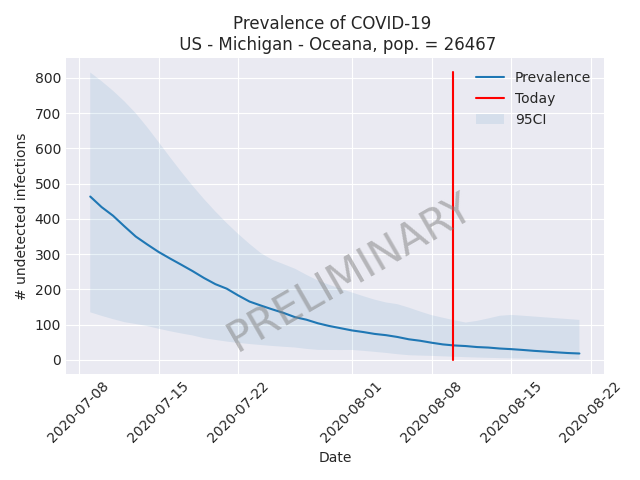 Prevalence of COVID-19
US - Michigan - Oceana, pop. = 26467
# undetected infections
800
700
600
500
400
300
200
100
0
Prevalence
Today
95CI
PRELIMINARY
2020-07-08
2020-07-15
2020-07-22
2020-08-01
2020-08-08
2020-08-15
2020-08-22
Date